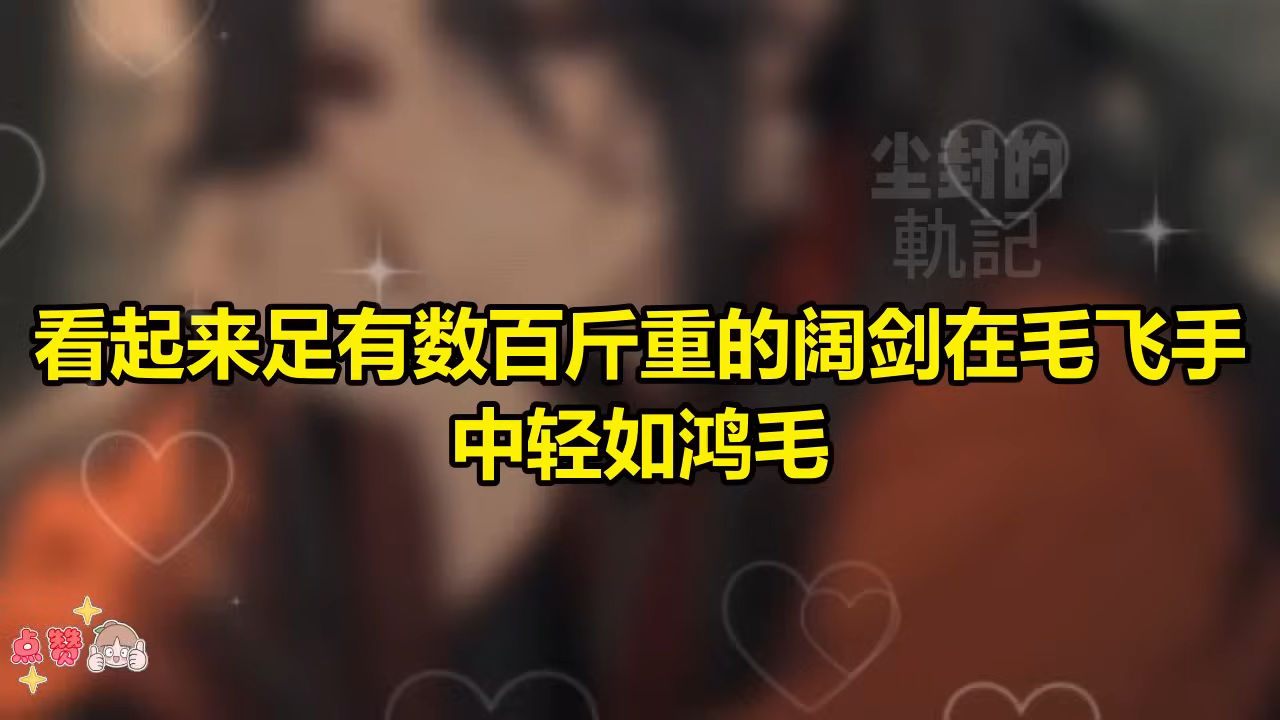 尘封的
軌記
看起来足有数百斤重的阔剑在毛飞手
中轻如鸿毛
点赞